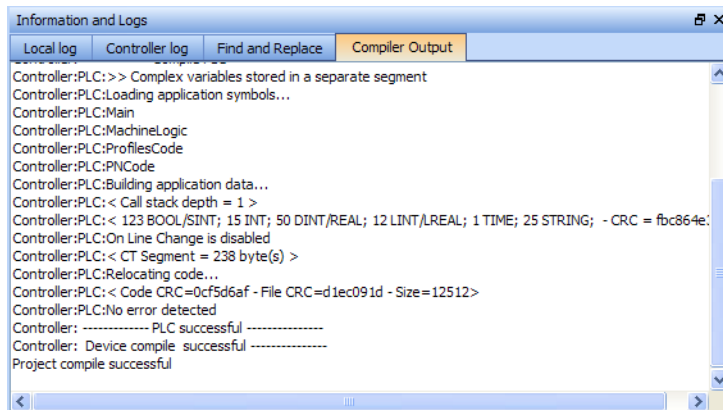 Information and Logs
Local log
Controller log
Find and Replace
Compiler Output
Controller:PLC:>> Complex variables stored in a separate segment
Controller:PLC:Loading application symbols...
Controller:PLC:Main
Controller:PLC:MachineLogic
Controller:PLC:ProfilesCode
Controller:PLC:PNCode
Controller:PLC:Building application data...
Controller:PLC:< Call stack depth = 1 >
Controller:PLC:< 123 BOOL/SINT; 15 INT; 50 DINT/REAL; 12 LINT/LREAL; 1 TIME; 25 STRING;  - CRC = fbc864e
Controller:PLC:On Line Change is disabled
Controller:PLC:< CT Segment = 238 byte(s) >
Controller:PLC:Relocating code...
Controller:PLC:< Code CRC=0cf5d6af - File CRC=d1ec091d - Size=12512>
Controller:PLC:No error detected
Controller: ------------- PLC successful ---------------
Controller:  Device compile  successful ---------------
Project compile successful